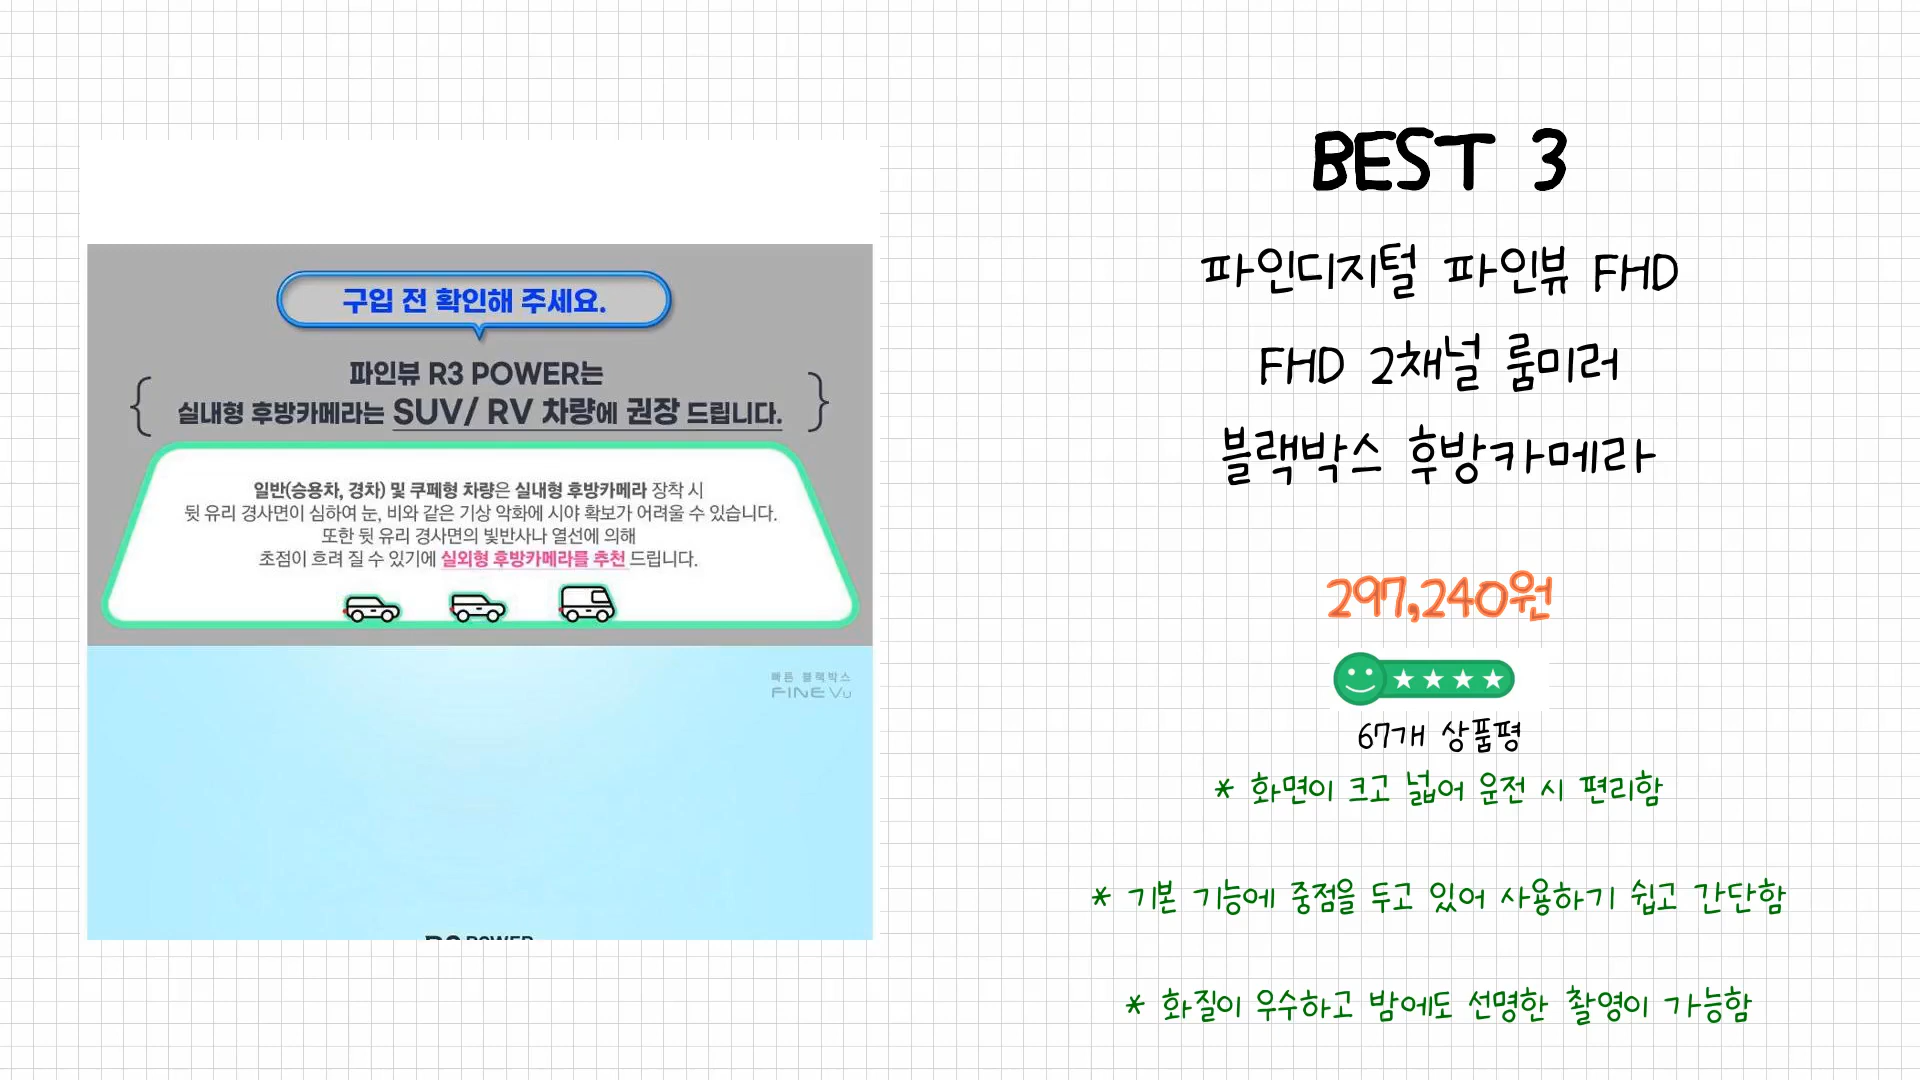 구입 전 확인해 주세요.
파인뷰 R3 POWER는
실내형 후방카메라는 SUV/ RV 차량에 권장 드립니다.
일반(승용차, 경차) 및 쿠페형 차량은 실내형 후방카메라 장착 시
뒷 유리 경사면이 심하여 눈, 비와 같은 기상 악화에 시야 확보가 어려울 수 있습니다.
또한 뒷 유리 경사면의 빛반사나 열선에 의해
초점이 흐려 질 수 있기에 실외형 후방카메라를 추천 드립니다.
빠른 블랙박스
FINEVu
BEST 3
파인디지털 파인뷰 FHD
FHD 2채널 룸미러
블랙박스 후방카메라
297,240원
67개 상품평
* 화면이 크고 넓어 운전 시 편리함
* 기본 기능에 중점을 두고 있어 사용하기 쉽고 간단함
* 화질이 우수하고 밤에도 선명한 촬영이 가능함